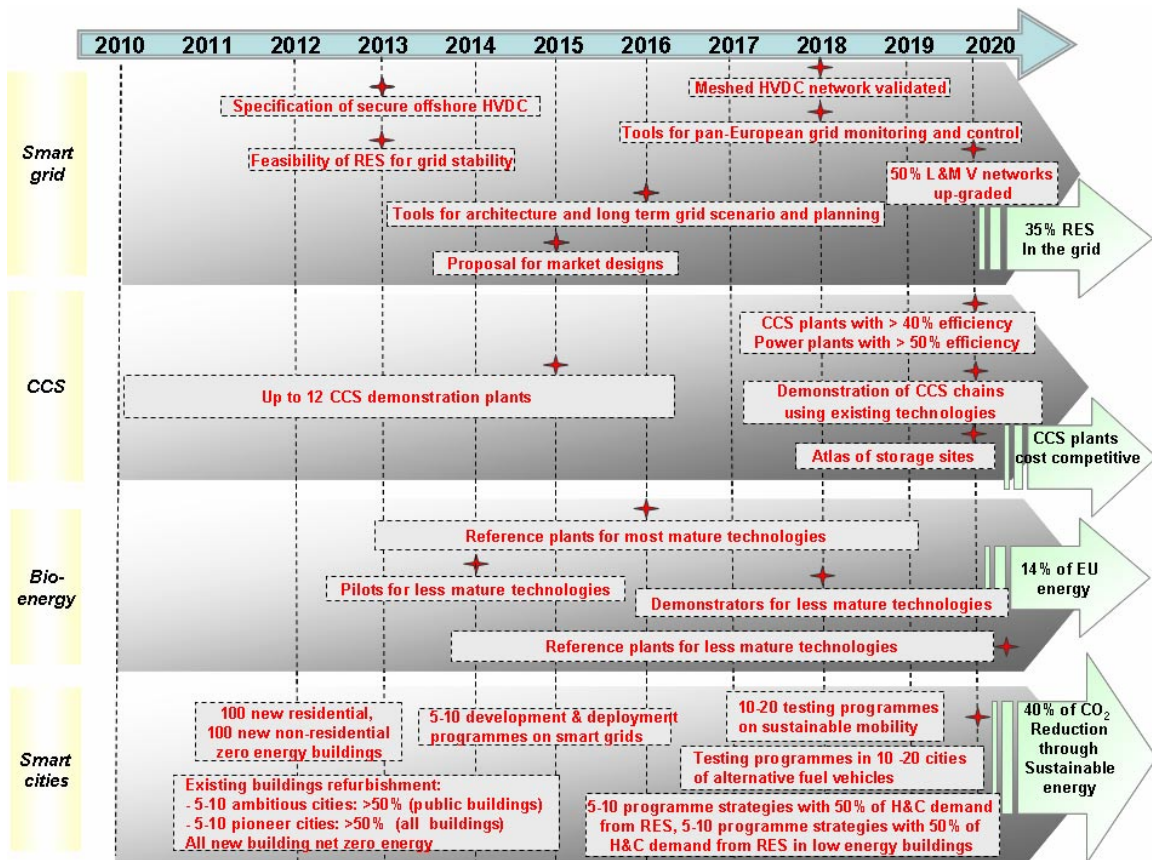 2010 2011 2012 2013 2014 2015 2016 2017 2018 2019 2020
Smart
grid
Specification of secure offshore HVDC
Feasibility of RES for grid stability
Meshed HVDC network validated
Tools for pan-European grid monitoring and control
50% L&M V networks
up-graded
Tools for architecture and long term grid scenario and planning
Proposal for market designs
35% RES
In the grid
CCS
CCS plants with > 40% efficiency
Power plants with > 50% efficiency
Up to 12 CCS demonstration plants
Demonstration of CCS chains
using existing technologies
Atlas of storage sites
CCS plants
cost competitive
Bio-
energy
Reference plants for most mature technologies
Pilots for less mature technologies
Demonstrators for less mature technologies
Reference plants for less mature technologies
14% of EU
energy
Smart
cities
100 new residential,
100 new non-residential
zero energy buildings
5-10 development & deployment
programmes on smart grids
10-20 testing programmes
on sustainable mobility
Testing programmes in 10 -20 cities
of alternative fuel vehicles
Existing buildings refurbishment:
- 5-10 ambitious cities: >50% (public buildings)
- 5-10 pioneer cities: >50% (all buildings)
All new building net zero energy
5-10 programme strategies with 50% of H&C demand
from RES, 5-10 programme strategies with 50% of
H&C demand from RES in low energy buildings
40% of CO₂
Reduction
through
Sustainable
energy